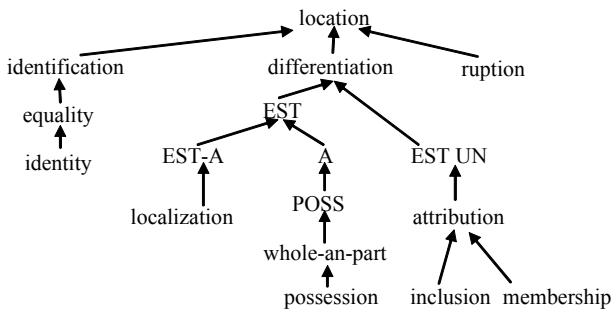 location
identification differentiation ruption
equality EST
identity EST-A A EST UN
localization POSS attribution
whole-an-part
possession inclusion membership